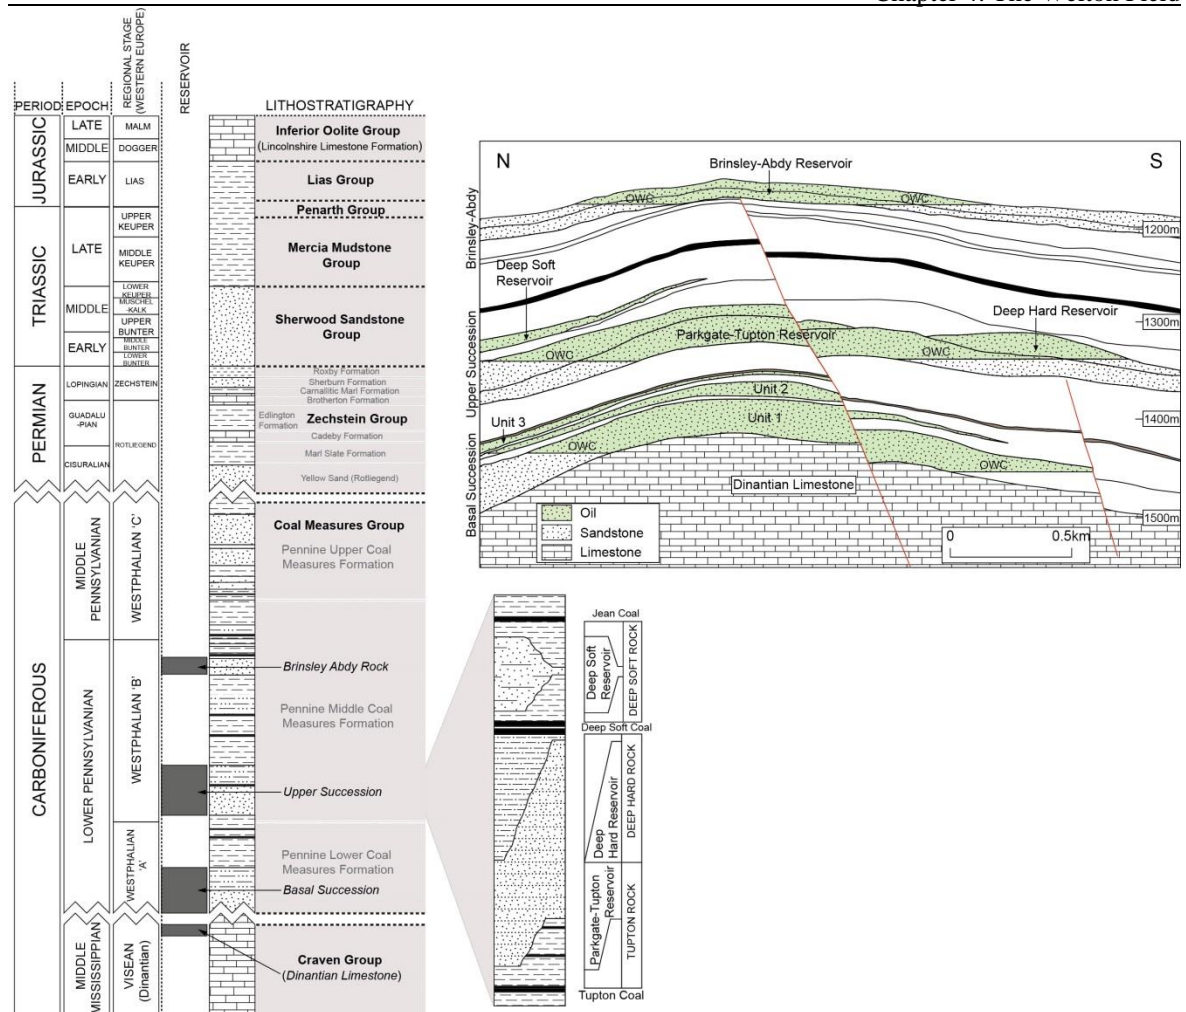 Chapter 4: The Welton Field
PERIOD
EPOCH
REGIONAL STAGE
(WESTERN EUROPE)
RESERVOIR
LITHOSTRATIGRAPHY
JURASSIC
LATE
MIDDLE
EARLY
MALM
DOGGER
LIAS
Inferior Oolite Group
(Lincolnshire Limestone Formation)
Lias Group
Penarth Group
TRIASSIC
LATE
MIDDLE
EARLY
UPPER
KEUPER
MIDDLE
KEUPER
LOWER
KEUPER
MUSCHEL
-KALK
UPPER
BUNTER
MIDDLE
BUNTER
LOWER
BUNTER
Mercia Mudstone
Group
Sherwood Sandstone
Group
PERMIAN
LOPINGIAN
GUADALU
-PIAN
CISURALIAN
ZECHSTEIN
ROTLIEGEND
Roxby Formation
Sherburn Formation
Carnallitic Marl Formation
Brotherton Formation
Edlington
Formation
Zechstein Group
Cadeby Formation
Marl Slate Formation
Yellow Sand (Rotliegend)
CARBONIFEROUS
MIDDLE
PENNSYLVANIAN
LOWER PENNSYLVANIAN
MIDDLE
MISSISSIPPIAN
WESTPHALIAN 'C'
WESTPHALIAN 'B'
WESTPHALIAN
'A'
VISEAN
(Dinantian)
Coal Measures Group
Pennine Upper Coal
Measures Formation
Brinsley Abdy Rock
Pennine Middle Coal
Measures Formation
Upper Succession
Pennine Lower Coal
Measures Formation
Basal Succession
Craven Group
(Dinantian Limestone)
N
S
Brinsley-Abdy Reservoir
OWC
OWC
Brinsley-Abdy
1200m
Deep Soft
Reservoir
Deep Hard Reservoir
1300m
Parkgate-Tupton Reservoir
OWC
OWC
Upper Succession
Unit 2
1400m
Unit 3
Unit 1
OWC
OWC
Basal Succession
Dinantian Limestone
1500m
Oil
Sandstone
Limestone
0
0.5km
Jean Coal
Deep Soft
Reservoir
DEEP SOFT ROCK
Deep Soft Coal
Deep
Hard Reservoir
DEEP HARD ROCK
Parkgate-Tupton
Reservoir
TUPTON ROCK
Tupton Coal